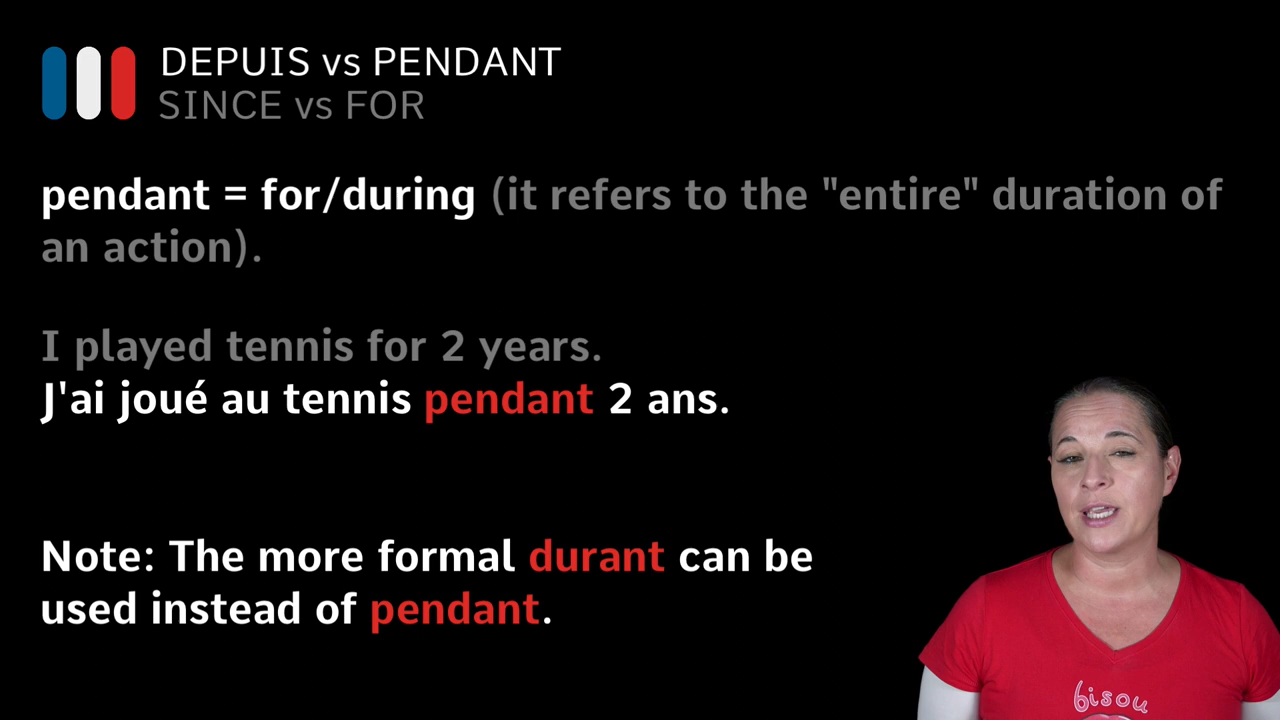 DEPUIS vs PENDANT
SINCE vs FOR
pendant = for/during (it refers to the "entire" duration of
an action).
I played tennis for 2 years.
J'ai joué au tennis pendant 2 ans.
Note: The more formal durant can be
used instead of pendant.
bisou